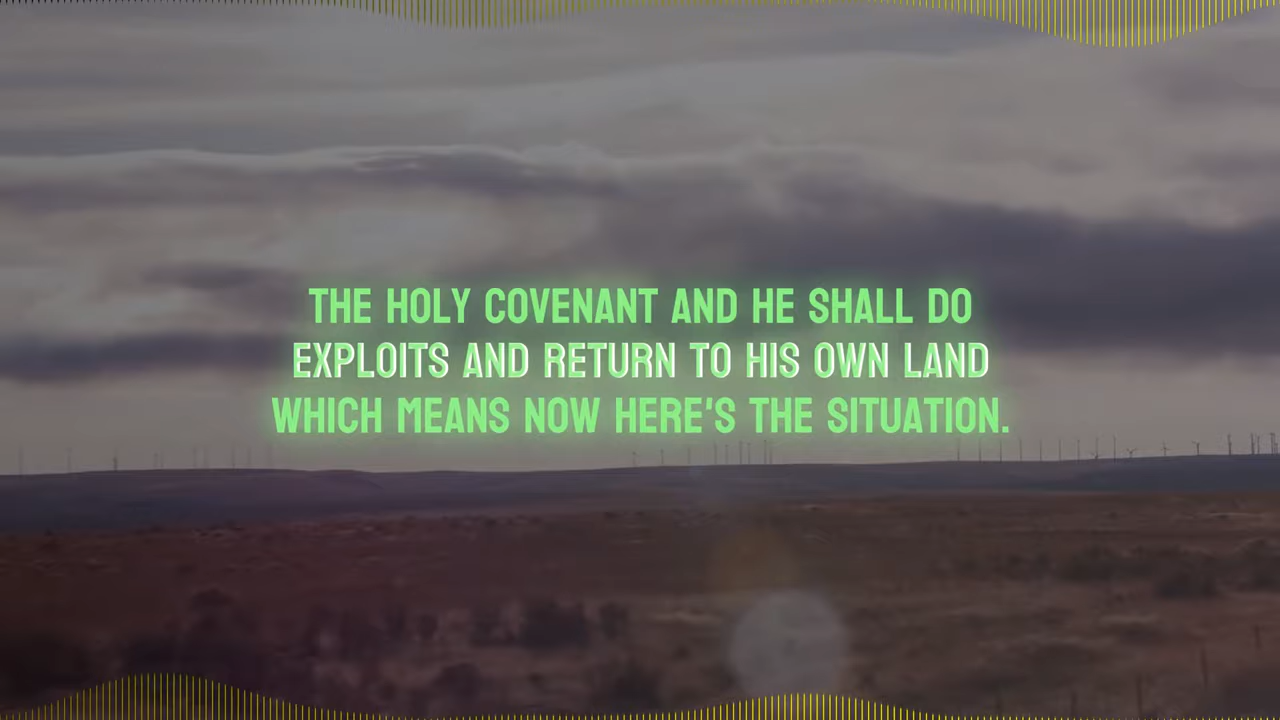 THE HOLY COVENANT AND HE SHALL DO
EXPLOITS AND RETURN TO HIS OWN LAND
WHICH MEANS NOW HERE'S THE SITUATION.